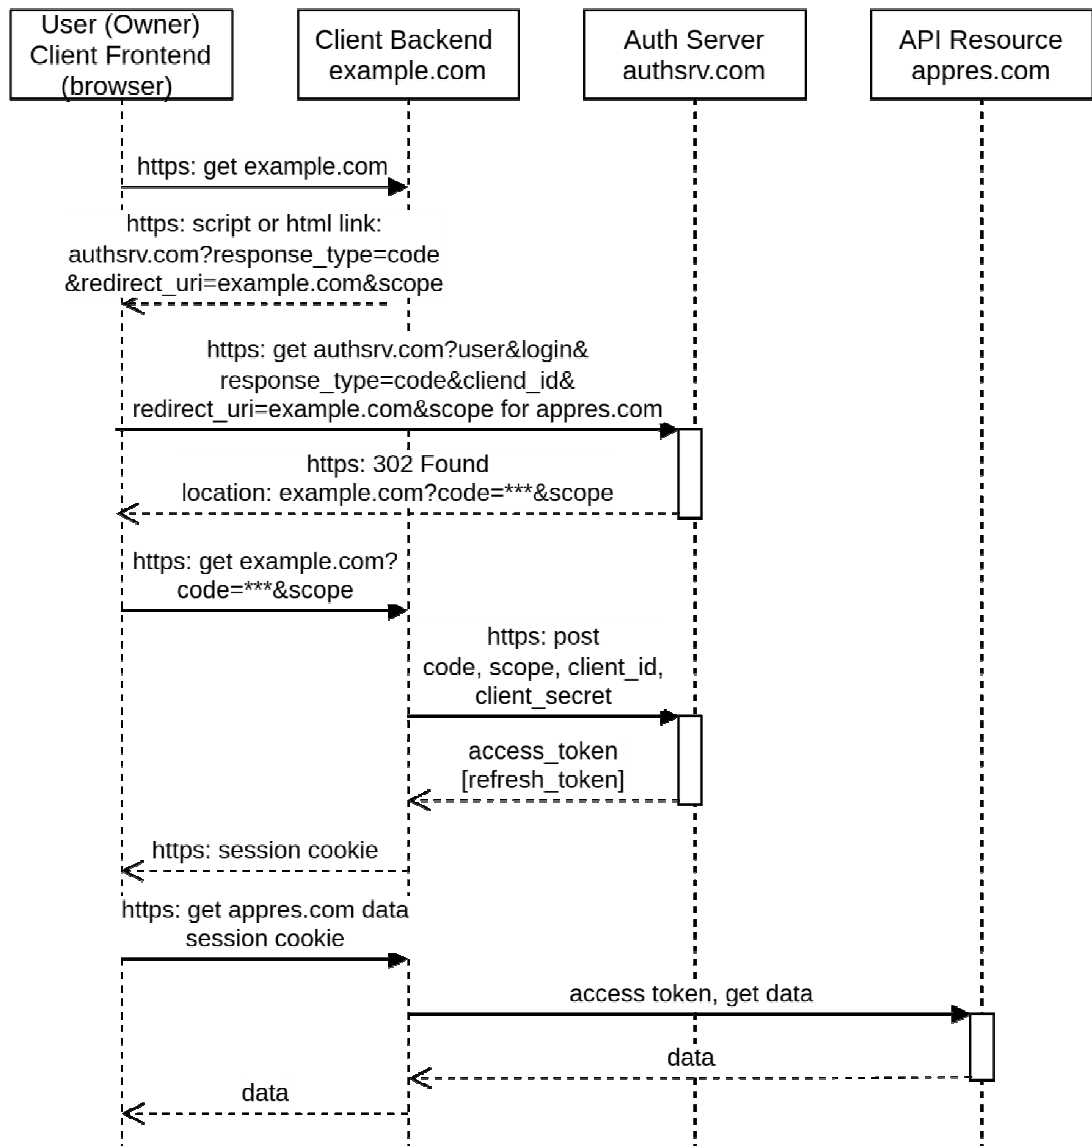 User (Owner)
Client Frontend
(browser)
Client Backend
example.com
Auth Server
authsrv.com
API Resource
appres.com
https: get example.com
https: script or html link:
authsrv.com?response_type=code
&redirect_uri=example.com&scope
https: get authsrv.com?user&login&
response_type=code&cliend_id&
redirect_uri=example.com&scope for appres.com
https: 302 Found
location: example.com?code=***&scope
https: get example.com?
code=***&scope
https: post
code, scope, client_id,
client_secret
access_token
[refresh_token]
https: session cookie
https: get appres.com data
session cookie
access token, get data
data
data